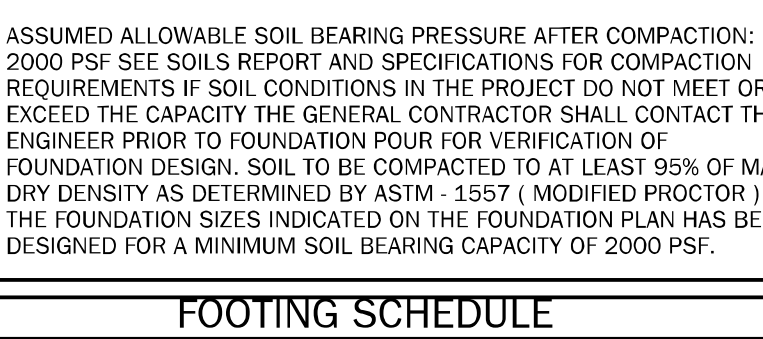 ASSUMED ALLOWABLE SOIL BEARING PRESSURE AFTER COMPACTION:
2000 PSF SEE SOILS REPORT AND SPECIFICATIONS FOR COMPACTION
REQUIREMENTS IF SOIL CONDITIONS IN THE PROJECT DO NOT MEET OR
EXCEED THE CAPACITY THE GENERAL CONTRACTOR SHALL CONTACT TH
ENGINEER PRIOR TO FOUNDATION POUR FOR VERIFICATION OF
FOUNDATION DESIGN. SOIL TO BE COMPACTED TO AT LEAST 95% OF MA
DRY DENSITY AS DETERMINED BY ASTM - 1557 ( MODIFIED PROCTOR )
THE FOUNDATION SIZES INDICATED ON THE FOUNDATION PLAN HAS BE
DESIGNED FOR A MINIMUM SOIL BEARING CAPACITY OF 2000 PSF.
FOOTING SCHEDULE